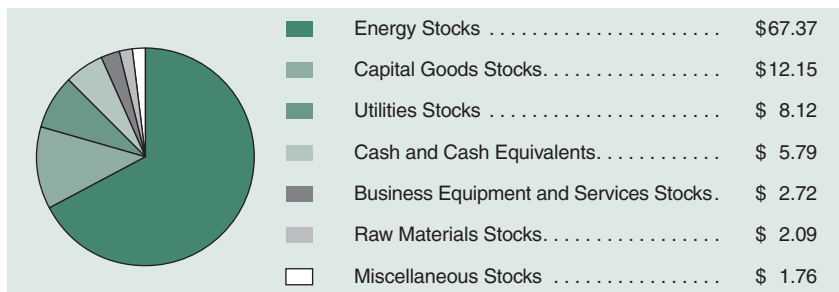 Energy Stocks . . . . . . . . . . . . . . . . . . . . . . $67.37
Capital Goods Stocks. . . . . . . . . . . . . . . . . $12.15
Utilities Stocks . . . . . . . . . . . . . . . . . . . . . . $ 8.12
Cash and Cash Equivalents. . . . . . . . . . . . $ 5.79
Business Equipment and Services Stocks. $ 2.72
Raw Materials Stocks. . . . . . . . . . . . . . . . . $ 2.09
Miscellaneous Stocks . . . . . . . . . . . . . . . . $ 1.76